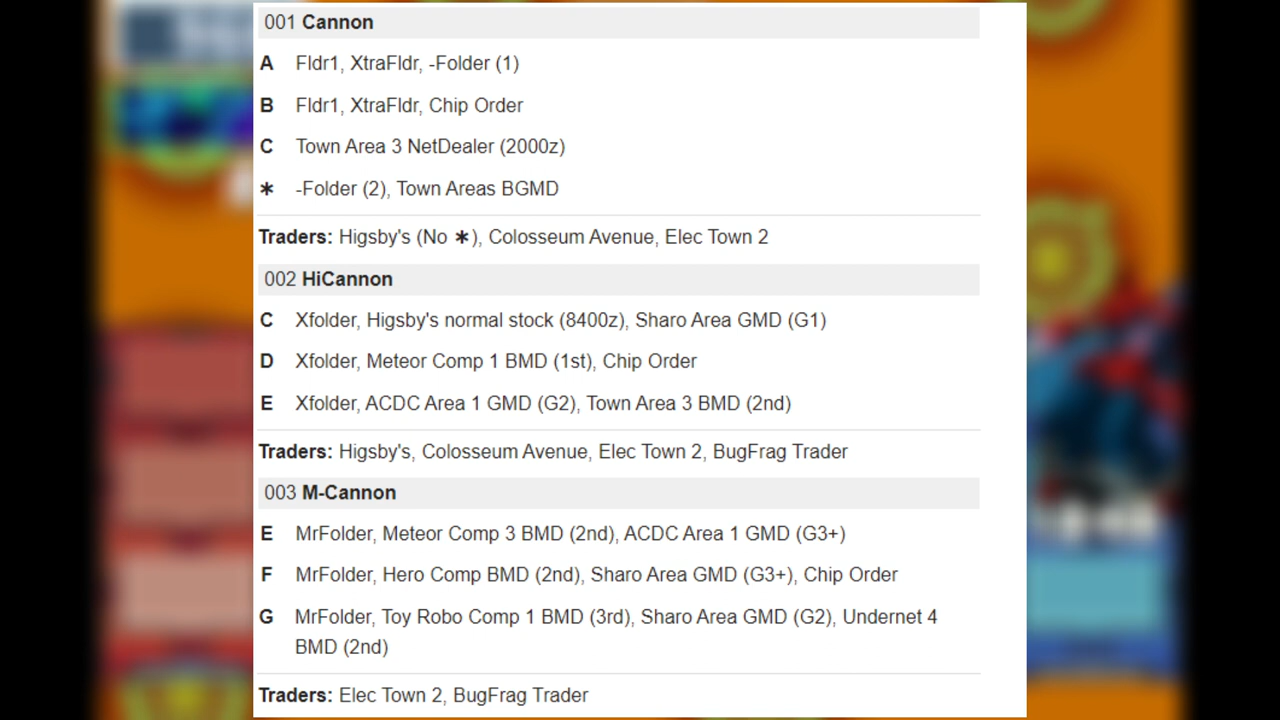 001 Cannon
A Fldr1, XtraFldr, -Folder (1)
B Fldr1, XtraFldr, Chip Order
C Town Area 3 NetDealer (2000z)
∗ -Folder (2), Town Areas BGMD
Traders: Higsby's (No ∗), Colosseum Avenue, Elec Town 2
002 HiCannon
C Xfolder, Higsby's normal stock (8400z), Sharo Area GMD (G1)
D Xfolder, Meteor Comp 1 BMD (1st), Chip Order
E Xfolder, ACDC Area 1 GMD (G2), Town Area 3 BMD (2nd)
Traders: Higsby's, Colosseum Avenue, Elec Town 2, BugFrag Trader
003 M-Cannon
E MrFolder, Meteor Comp 3 BMD (2nd), ACDC Area 1 GMD (G3+)
F MrFolder, Hero Comp BMD (2nd), Sharo Area GMD (G3+), Chip Order
G MrFolder, Toy Robo Comp 1 BMD (3rd), Sharo Area GMD (G2), Undernet 4
BMD (2nd)
Traders: Elec Town 2, BugFrag Trader